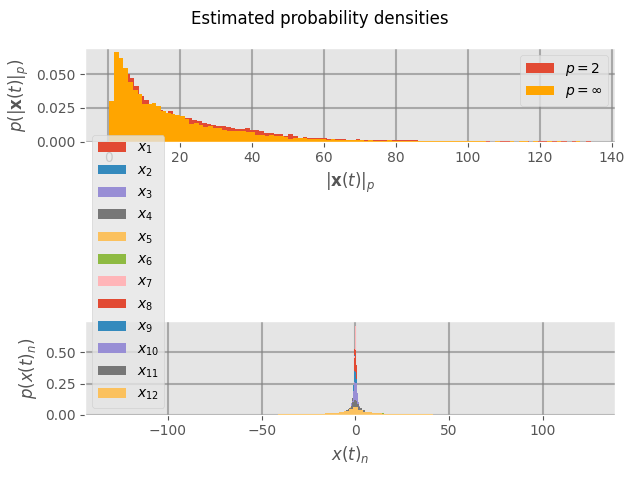 Estimated probability densities
p(|x(t)|ₚ)
0.050
0.025
0.000
p = 2
p = ∞
0
20
40
60
80
100
120
140
|x(t)|ₚ
x₁
x₂
x₃
x₄
x₅
x₆
x₇
x₈
x₉
x₁₀
x₁₁
x₁₂
p(x(t)ₙ)
0.50
0.25
0.00
−100
−50
0
50
100
x(t)ₙ